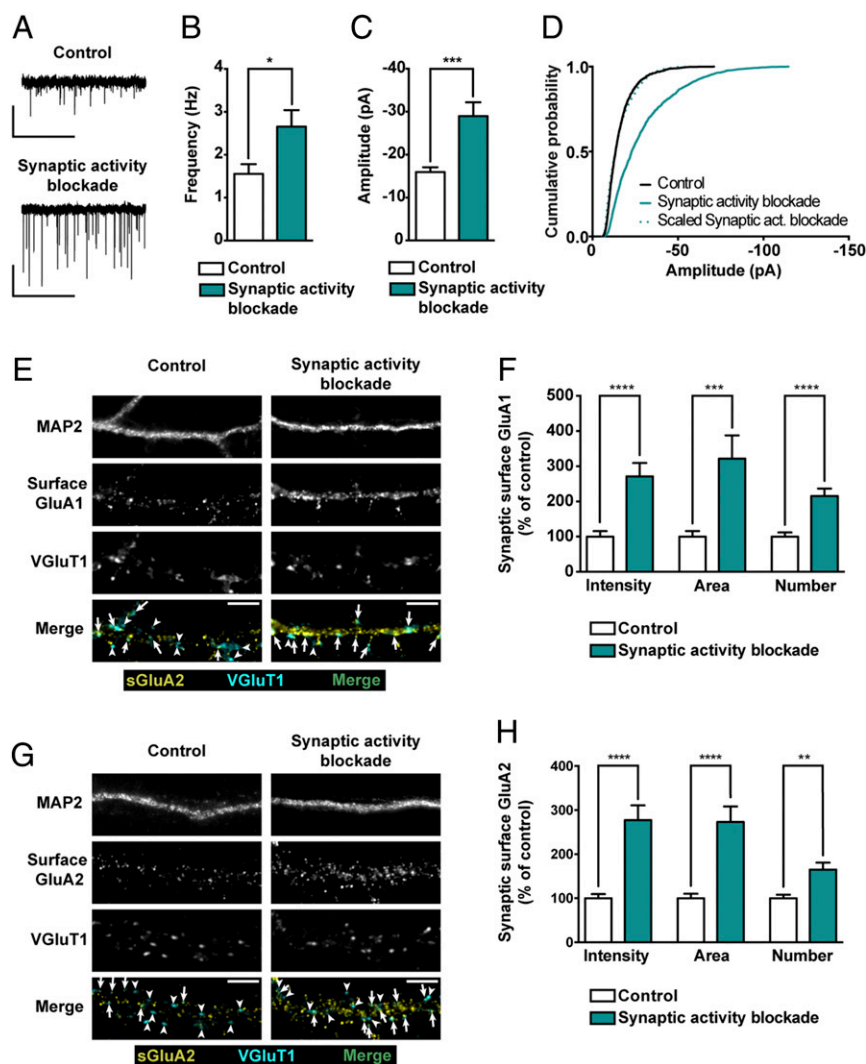 A
Control
Synaptic activity
blockade
B
*
Frequency (Hz)
4
3
2
1
0
Control
Synaptic activity
blockade
C
***
Amplitude (pA)
-40
-30
-20
-10
0
Control
Synaptic activity
blockade
D
Cumulative probability
1.0
0.5
0.0
0
-50
-100
-150
Amplitude (pA)
Control
Synaptic activity blockade
Scaled Synaptic act. blockade
E
Control
Synaptic activity
blockade
MAP2
Surface
GluA1
VGluT1
Merge
sGluA2 VGluT1 Merge
F
Synaptic surface GluA1
(% of control)
500
400
300
200
100
0
****
***
****
Intensity
Area
Number
Control
Synaptic activity blockade
G
Control
Synaptic activity
blockade
MAP2
Surface
GluA2
VGluT1
Merge
sGluA2 VGluT1 Merge
H
Synaptic surface GluA2
(% of control)
400
300
200
100
0
****
****
**
Intensity
Area
Number
Control
Synaptic activity blockade